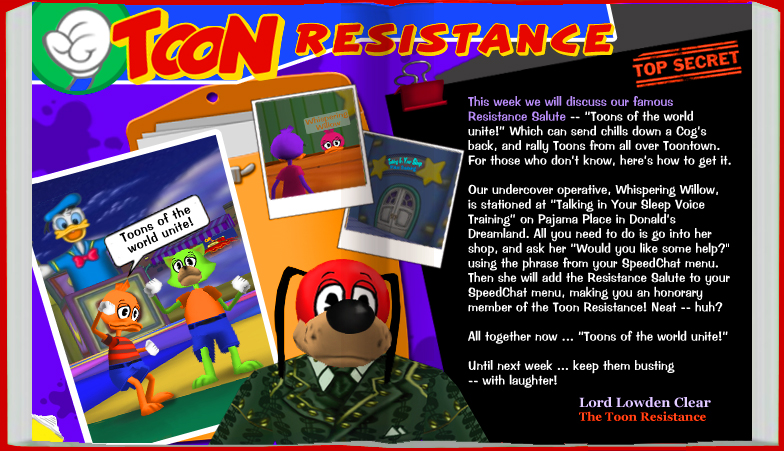 TOON RESISTANCE
TOP SECRET
This week we will discuss our famous
Resistance Salute -- "Toons of the world
unite!" Which can send chills down a Cog's
back, and rally Toons from all over Toontown.
For those who don't know, here's how to get it.
Our undercover operative, Whispering Willow,
is stationed at "Talking in Your Sleep Voice
Training" on Pajama Place in Donald's
Dreamland. All you need to do is go into her
shop, and ask her "Would you like some help?"
using the phrase from your SpeedChat menu.
Then she will add the Resistance Salute to your
SpeedChat menu, making you an honorary
member of the Toon Resistance! Neat -- huh?
All together now ... "Toons of the world unite!"
Until next week ... keep them busting
-- with laughter!
Lord Lowden Clear
The Toon Resistance
Toons of the
world unite!